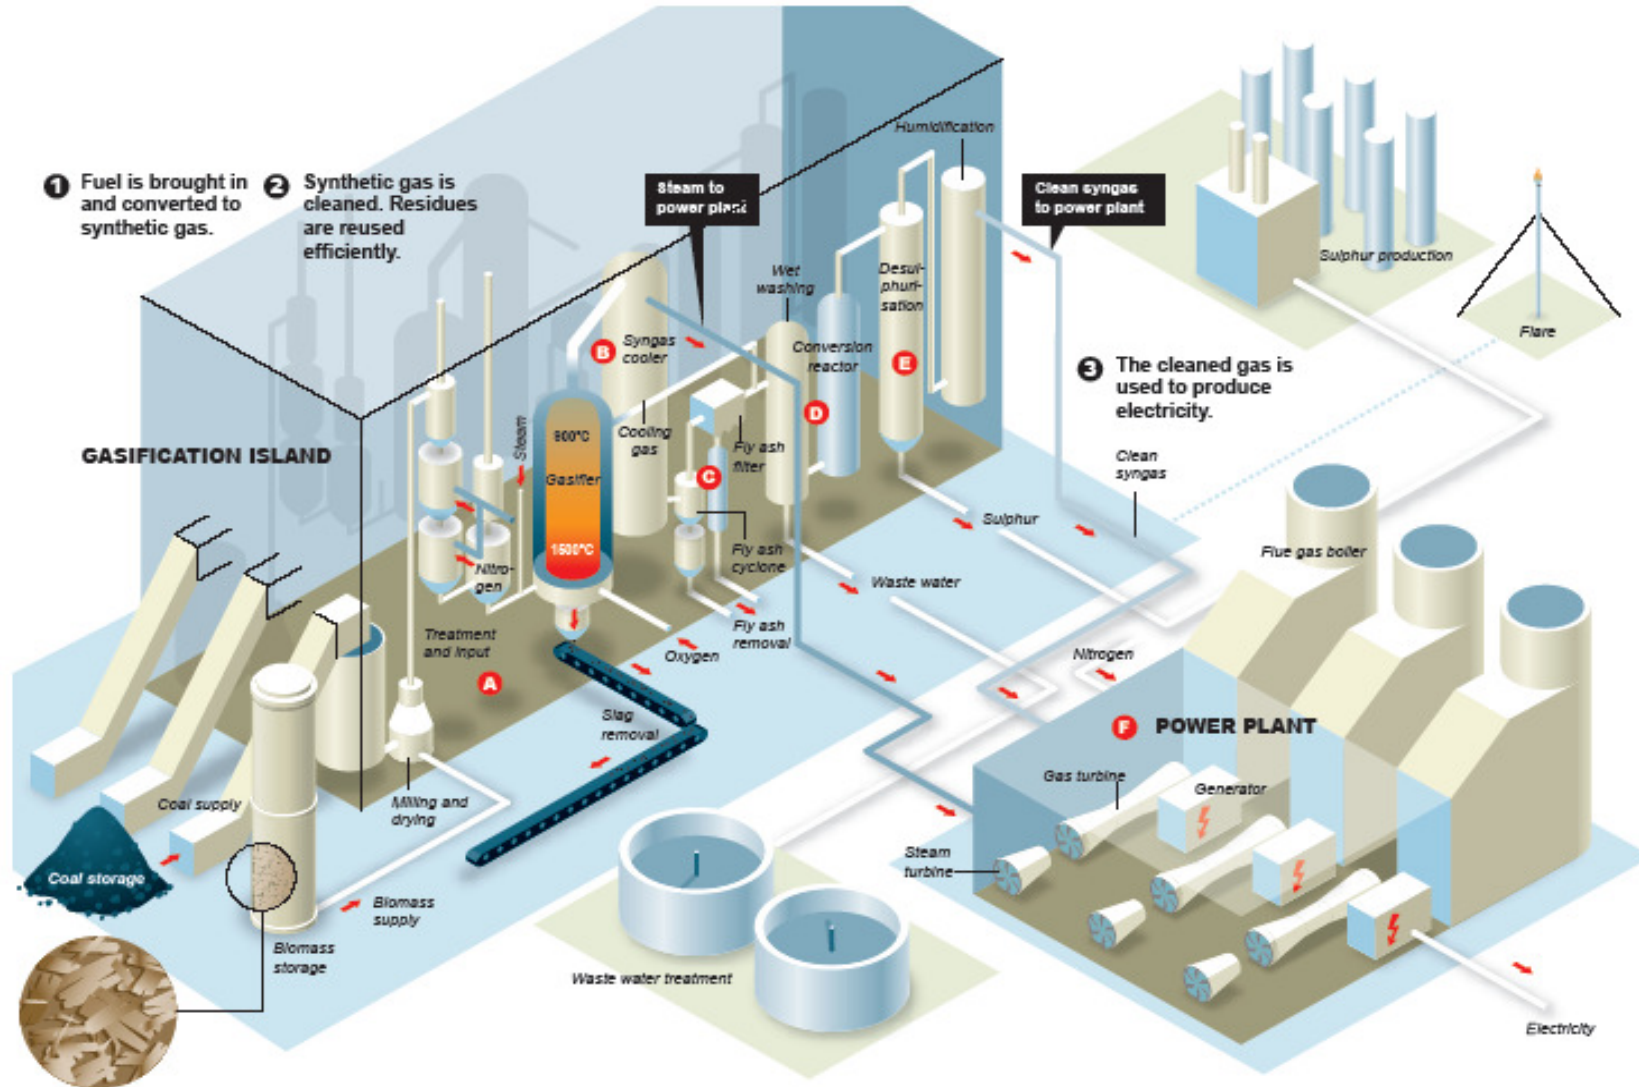 1 Fuel is brought in
and converted to
synthetic gas.
2 Synthetic gas is
cleaned. Residues
are reused
efficiently.
Steam to
power plant
Humidification
Clean syngas
to power plant
Sulphur production
Flare
Wet
washing
Desul-
phuri-
sation
B
Syngas
cooler
Conversion
reactor
E
3 The cleaned gas is
used to produce
electricity.
D
GASIFICATION ISLAND
Steam
900°C
Gasifier
1500°C
Cooling
gas
Fly ash
filter
C
Clean
syngas
Sulphur
Flue gas boiler
Nitro-
gen
Fly ash
cyclone
Waste water
Treatment
and input
A
Oxygen
Fly ash
removal
Nitrogen
Slag
removal
F POWER PLANT
Gas turbine
Generator
Coal supply
Milling and
drying
Steam
turbine
Coal storage
Biomass
supply
Biomass
storage
Waste water treatment
Electricity